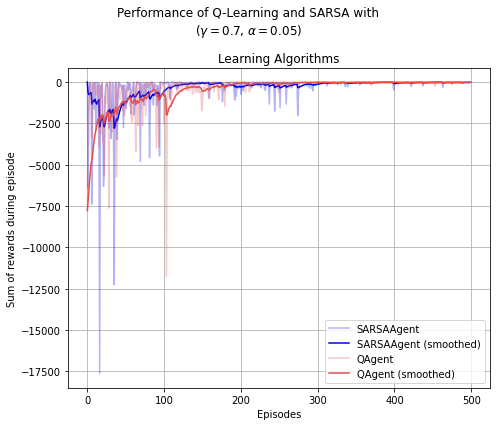 Performance of Q-Learning and SARSA with
(γ = 0.7, α = 0.05)
Learning Algorithms
0
−2500
−5000
−7500
−10000
−12500
−15000
−17500
Sum of rewards during episode
SARSAAgent
SARSAAgent (smoothed)
QAgent
QAgent (smoothed)
0 100 200 300 400 500
Episodes